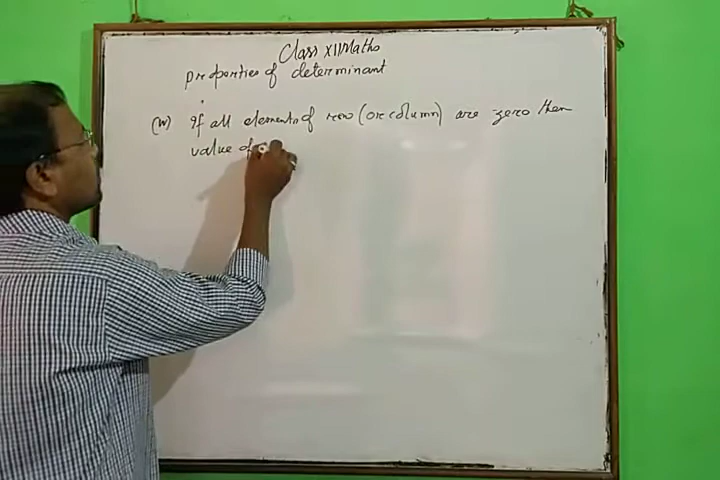 Class XII Maths
properties of determinant
(iv) If all elements of row (or column) are zero then
value of